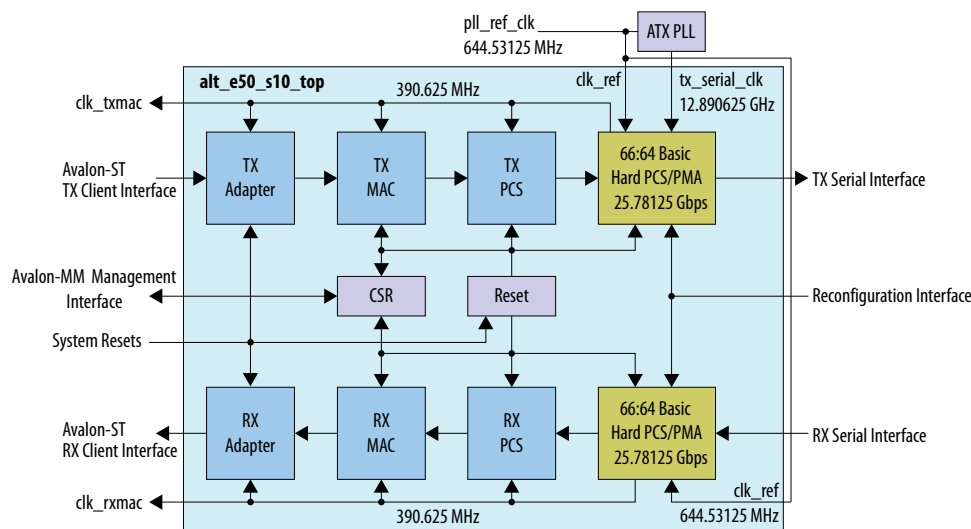 pll_ref_clk
644.53125 MHz
ATX PLL
alt_e50_s10_top
clk_ref
tx_serial_clk
12.890625 GHz
clk_txmac
390.625 MHz
Avalon-ST
TX Client Interface
TX
Adapter
TX
MAC
TX
PCS
66:64 Basic
Hard PCS/PMA
25.78125 Gbps
TX Serial Interface
Avalon-MM Management
Interface
CSR
Reset
Reconfiguration Interface
System Resets
Avalon-ST
RX Client Interface
RX
Adapter
RX
MAC
RX
PCS
66:64 Basic
Hard PCS/PMA
25.78125 Gbps
RX Serial Interface
clk_rxmac
390.625 MHz
clk_ref
644.53125 MHz